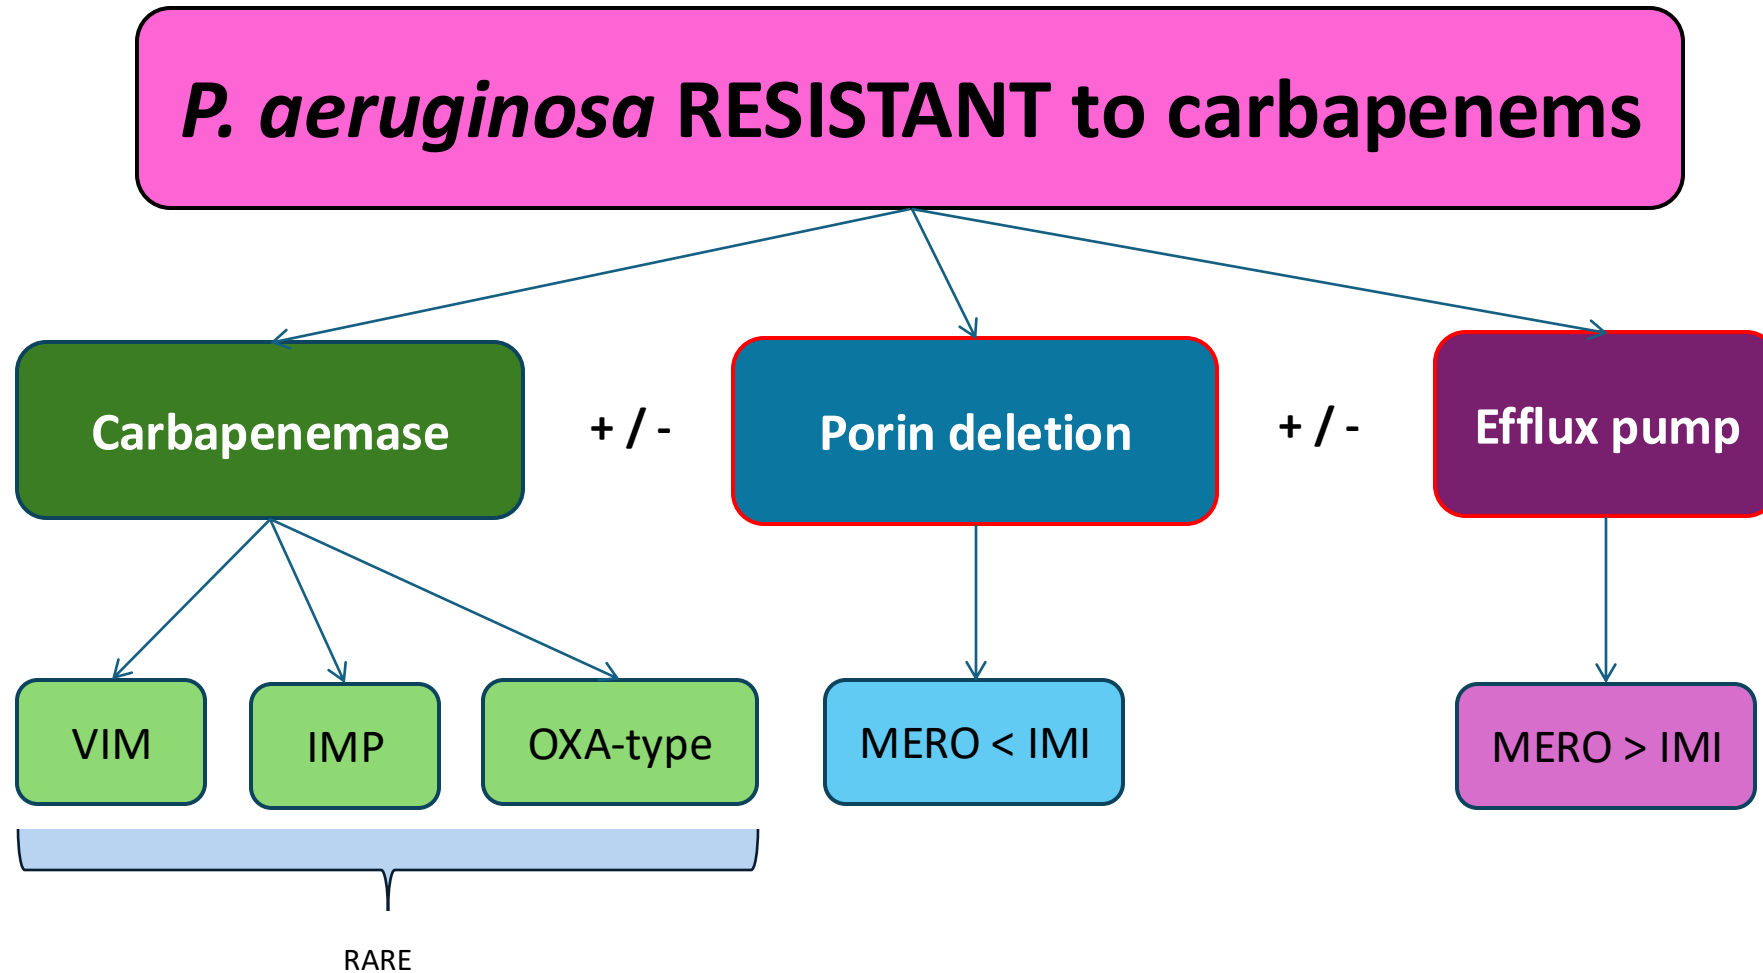 P. aeruginosa RESISTANT to carbapenems
Carbapenemase
+ / -
Porin deletion
+ / -
Efflux pump
VIM
IMP
OXA-type
MERO < IMI
MERO > IMI
RARE